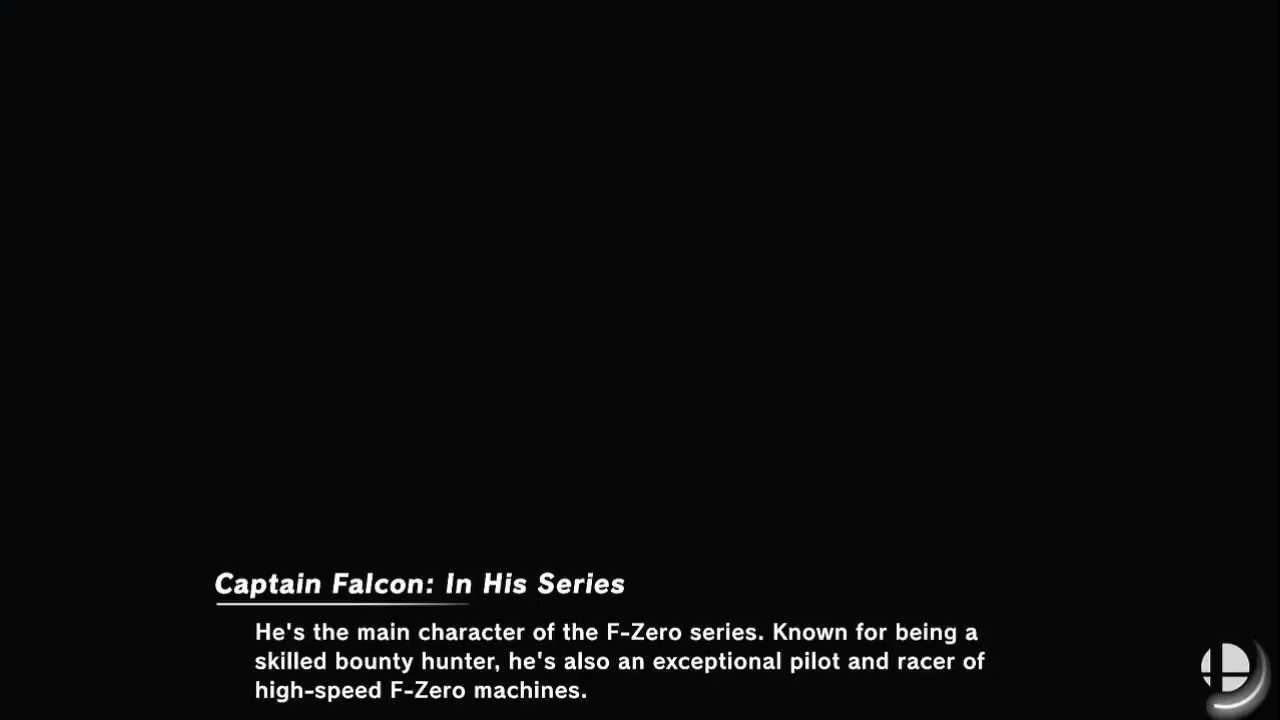 Captain Falcon: In His Series
He's the main character of the F-Zero series. Known for being a
skilled bounty hunter, he's also an exceptional pilot and racer of
high-speed F-Zero machines.